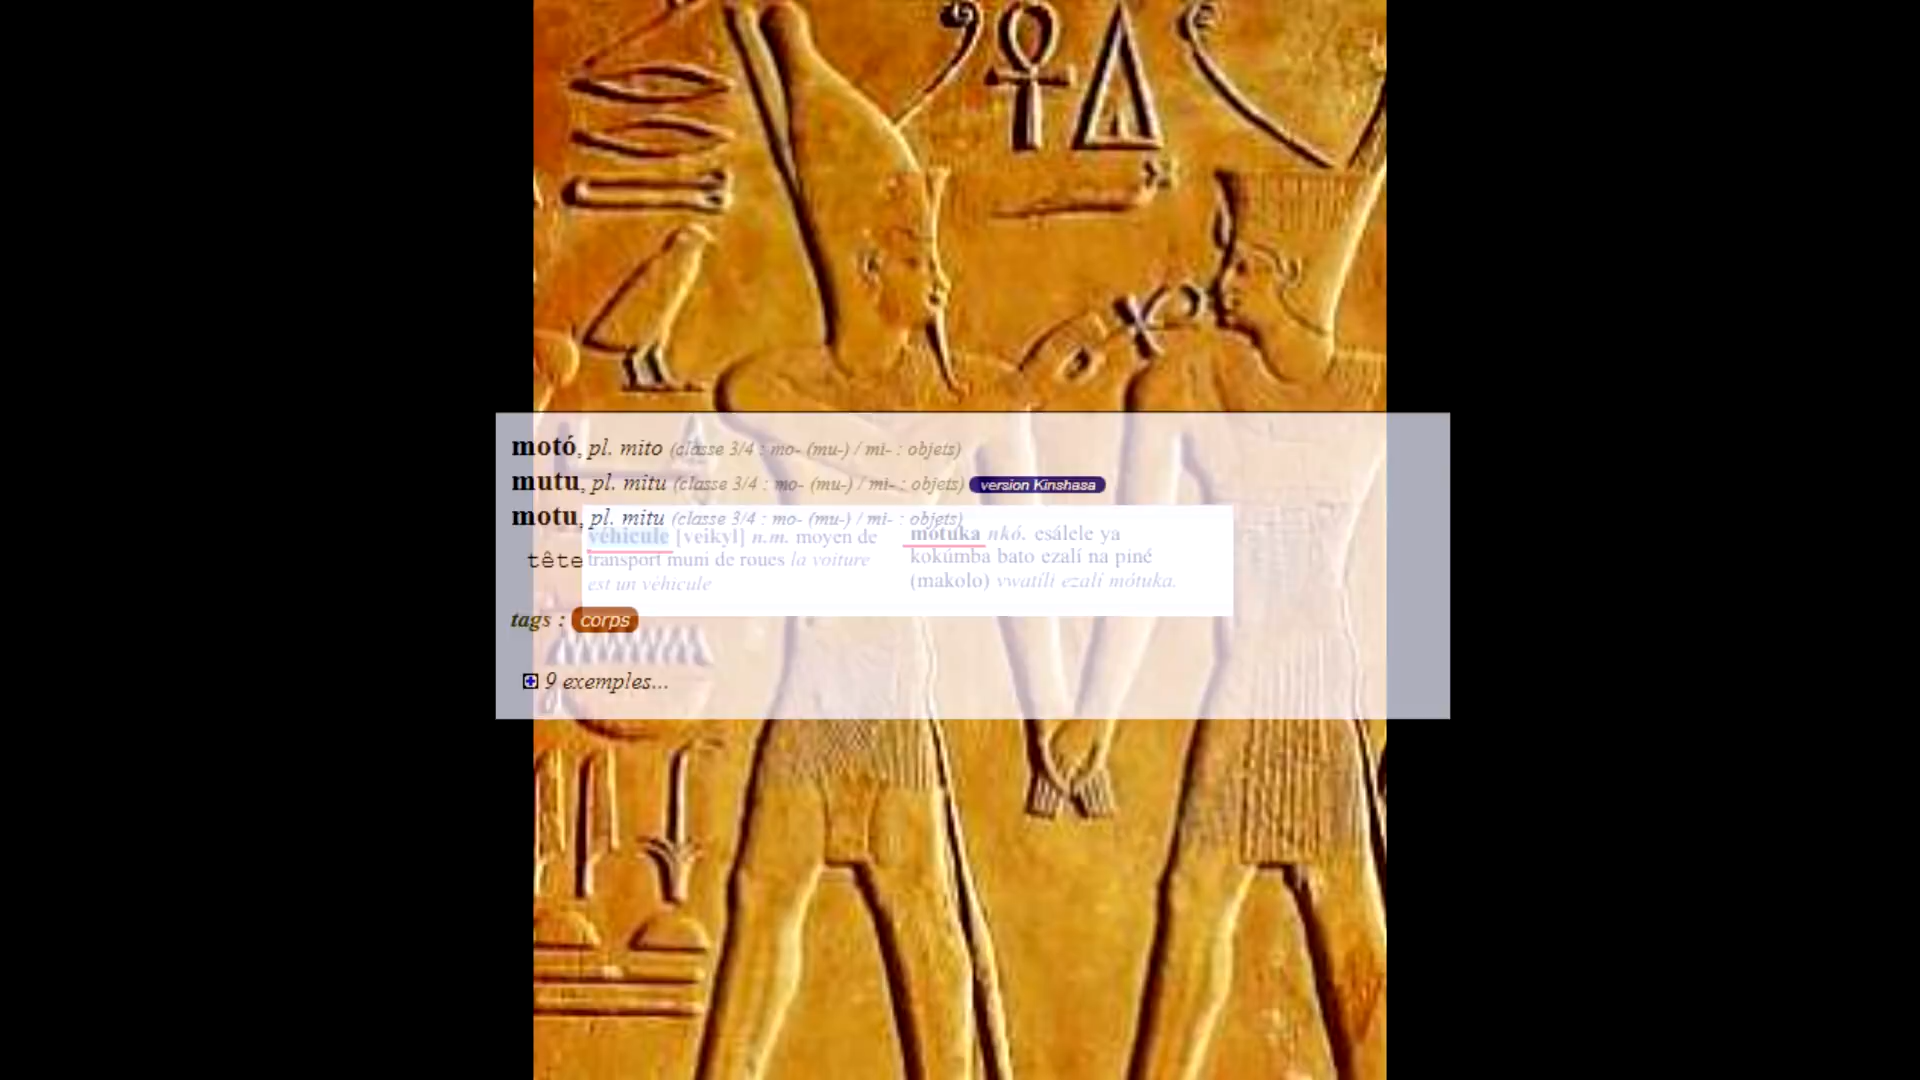 motó, pl. mito (classe 3/4 : mo- (mu-) / mi- : objets)
mutu, pl. mitu (classe 3/4 : mo- (mu-) / mi- : objets) version Kinshasa
motu, pl. mitu (classe 3/4 : mo- (mu-) / mi- : objets)
tête
véhicule [veikyl] n.m. moyen de
transport muni de roues la voiture
est un véhicule
mótuka nkó. esálele ya
kokúmba bato ezalí na piné
(makolo) vwatíli ezalí mótuka.
tags : corps
9 exemples...